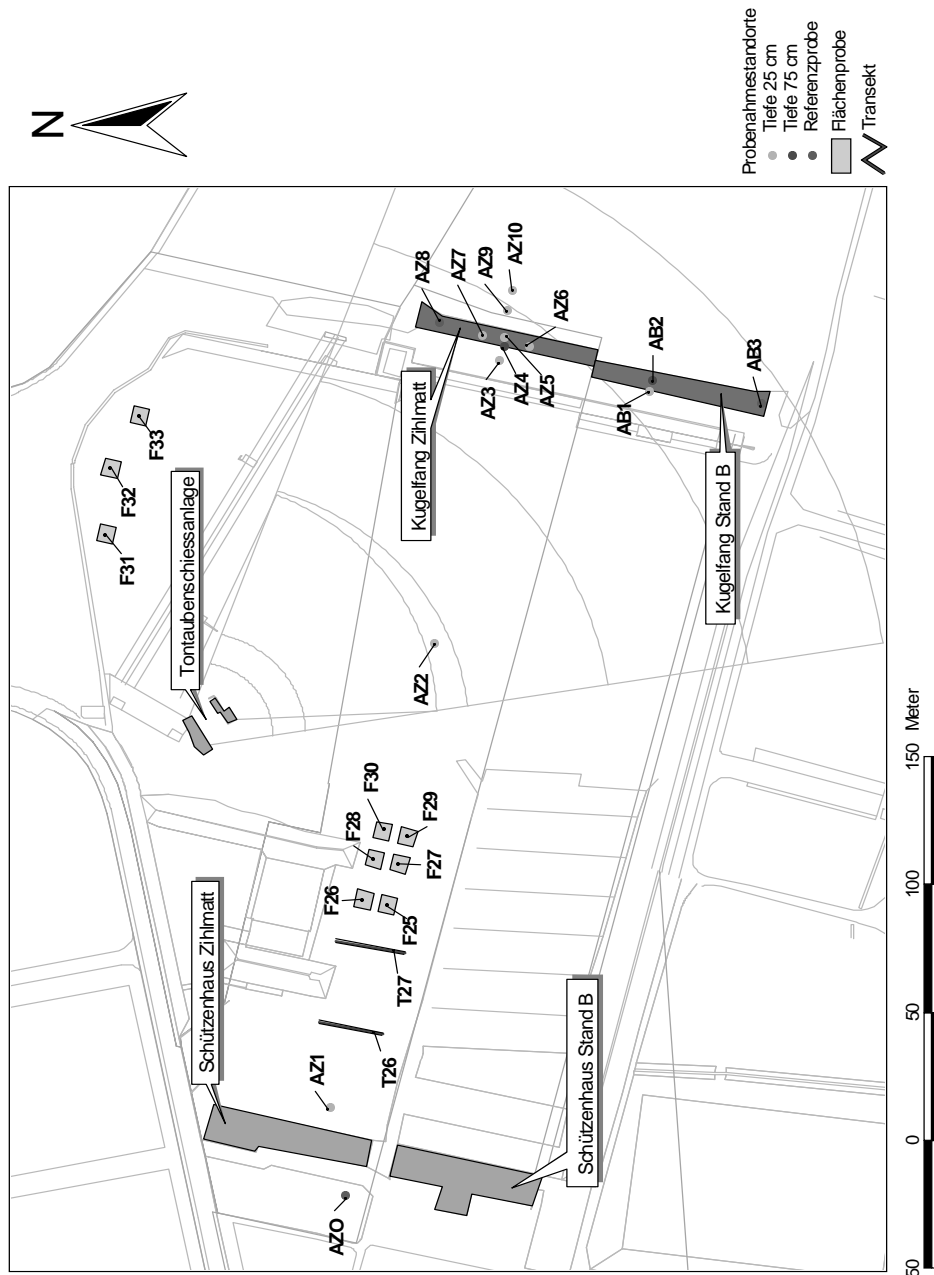 N
Probenahmestandorte
Tiefe 25 cm
Tiefe 75 cm
Referenzprobe
Flächenprobe
Transekt
AZ8
AZ7
AZ9
AZ10
AZ3
AZ4
AZ5
AZ6
AB1
AB2
AB3
Kugelfang Zihlmatt
Kugelfang Stand B
F33
F32
F31
Tontaubenschiessanlage
AZ2
F30
F28
F29
F27
F26
F25
T27
T26
Schützenhaus Zihlmatt
AZ1
Schützenhaus Stand B
AZO
50 0 50 100 150 Meter